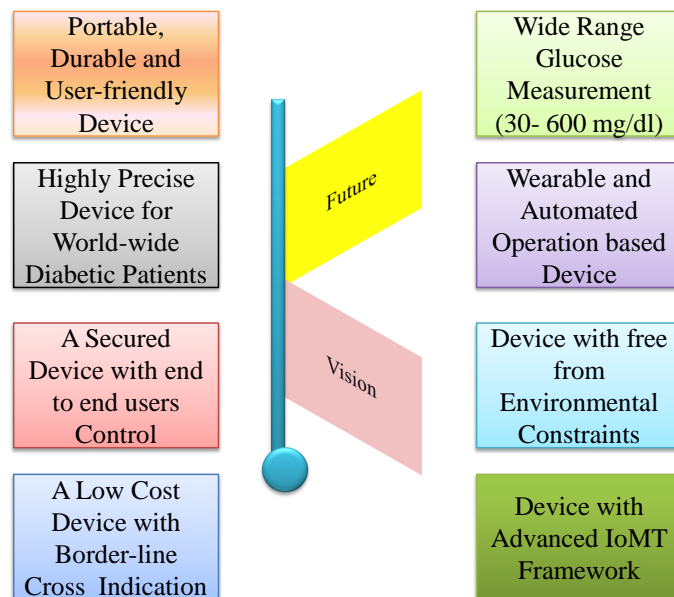 Portable,
Durable and
User-friendly
Device
Highly Precise
Device for
World-wide
Diabetic Patients
A Secured
Device with end
to end users
Control
A Low Cost
Device with
Border-line
Cross Indication
Future
Vision
Wide Range
Glucose
Measurement
(30- 600 mg/dl)
Wearable and
Automated
Operation based
Device
Device with free
from
Environmental
Constraints
Device with
Advanced IoMT
Framework